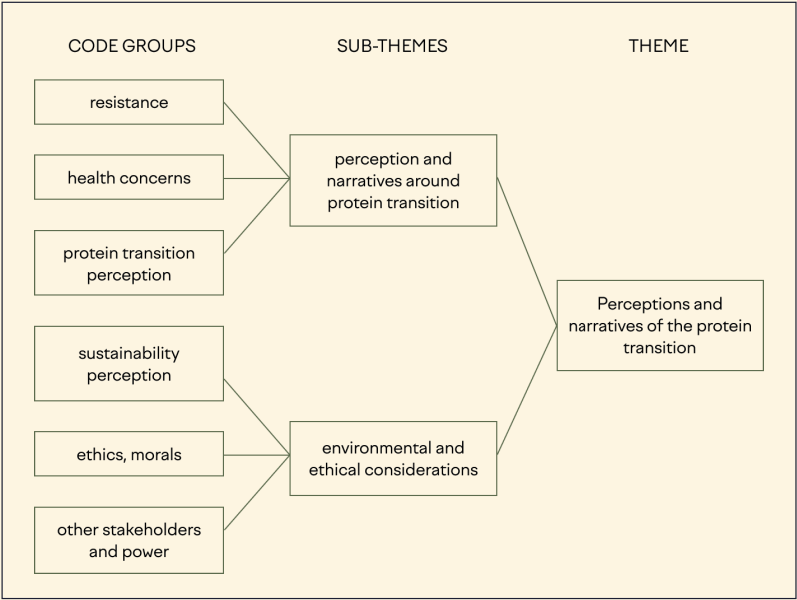 CODE GROUPS
SUB-THEMES
THEME
resistance
health concerns
protein transition
perception
sustainability
perception
ethics, morals
other stakeholders
and power
perception and
narratives around
protein transition
environmental and
ethical considerations
Perceptions and
narratives of the protein
transition